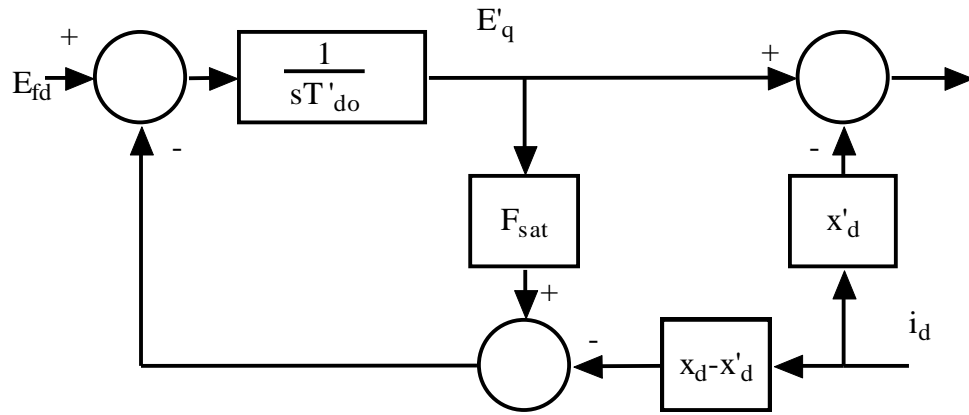 E'q
+
Efd
1
sT'do
+
-
-
Fsat
x'd
+
-
xd-x'd
id